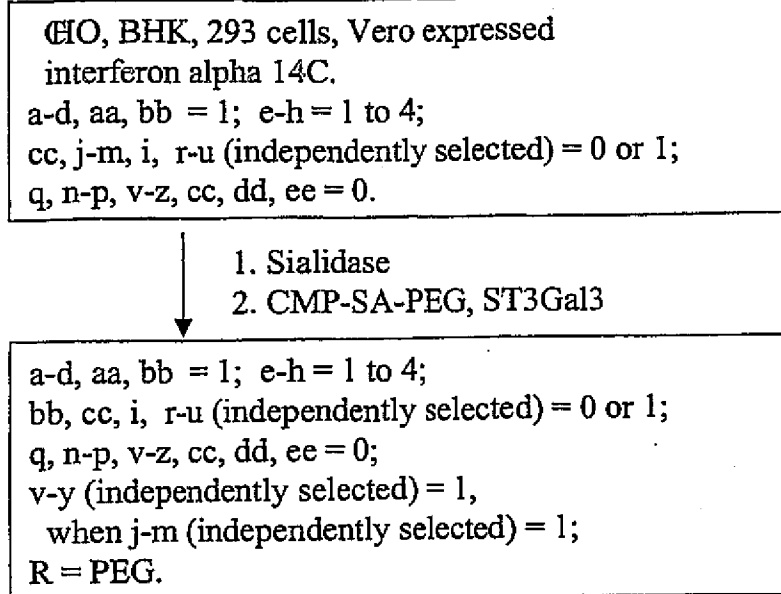 CHO, BHK, 293 cells, Vero expressed
interferon alpha 14C.
a-d, aa, bb = 1; e-h = 1 to 4;
cc, j-m, i, r-u (independently selected) = 0 or 1;
q, n-p, v-z, cc, dd, ee = 0.
1. Sialidase
2. CMP-SA-PEG, ST3Gal3
a-d, aa, bb = 1; e-h = 1 to 4;
bb, cc, i, r-u (independently selected) = 0 or 1;
q, n-p, v-z, cc, dd, ee = 0;
v-y (independently selected) = 1,
when j-m (independently selected) = 1;
R = PEG.